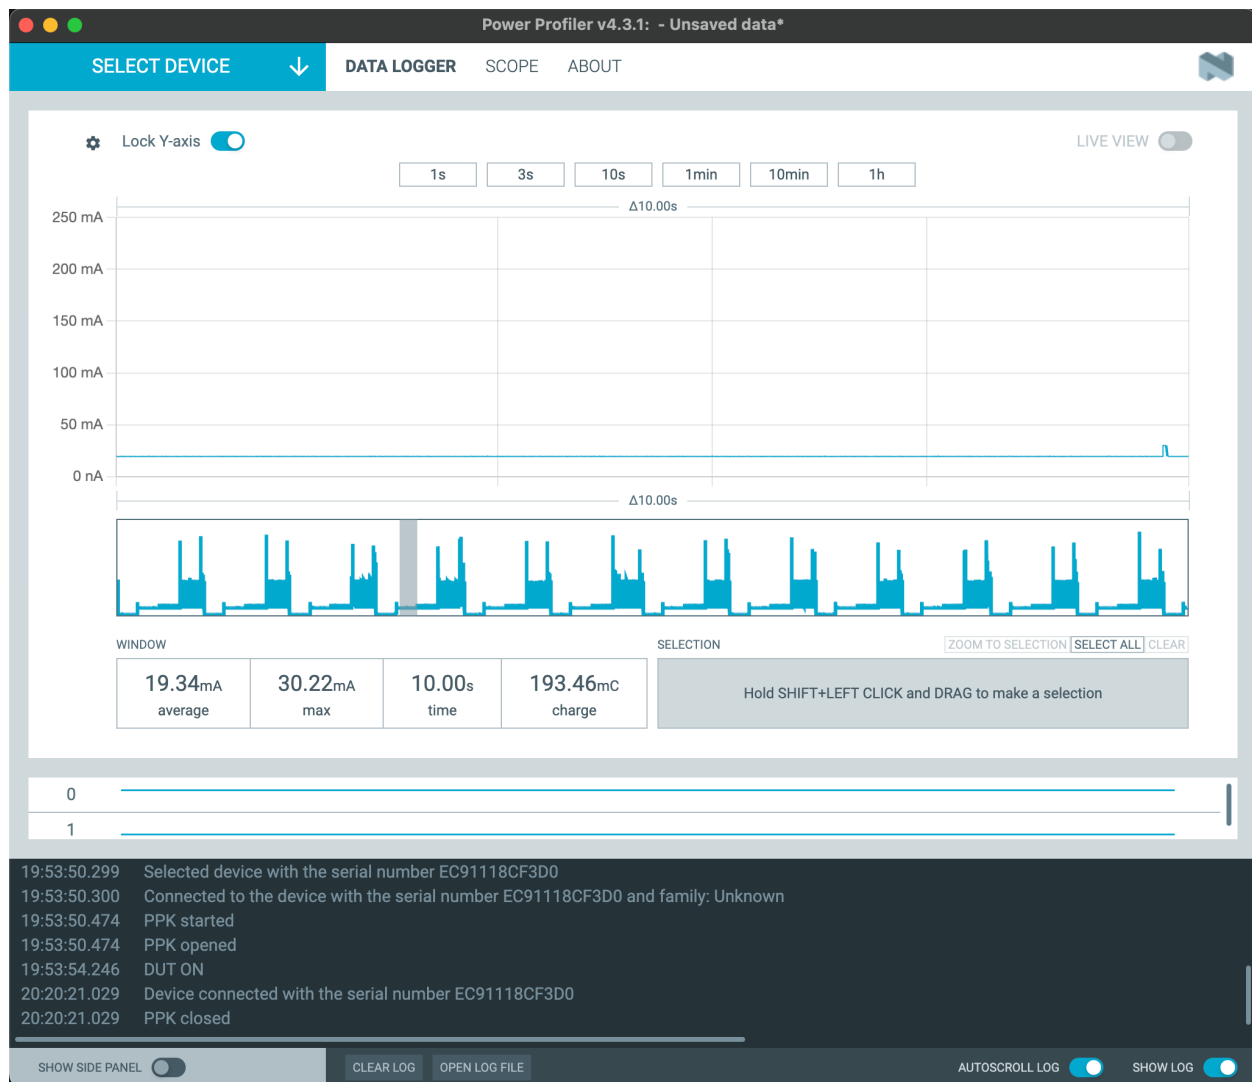 Power Profiler v4.3.1:  - Unsaved data*
SELECT DEVICE
DATA LOGGER
SCOPE
ABOUT
Lock Y-axis
LIVE VIEW
1s
3s
10s
1min
10min
1h
Δ10.00s
250 mA
200 mA
150 mA
100 mA
50 mA
0 nA
Δ10.00s
WINDOW
19.34mA
average
30.22mA
max
10.00s
time
193.46mC
charge
SELECTION
ZOOM TO SELECTION
SELECT ALL
CLEAR
Hold SHIFT+LEFT CLICK and DRAG to make a selection
0
1
19:53:50.299 Selected device with the serial number EC91118CF3D0
19:53:50.300 Connected to the device with the serial number EC91118CF3D0 and family: Unknown
19:53:50.474 PPK started
19:53:50.474 PPK opened
19:53:54.246 DUT ON
20:20:21.029 Device connected with the serial number EC91118CF3D0
20:20:21.029 PPK closed
SHOW SIDE PANEL
CLEAR LOG
OPEN LOG FILE
AUTOSCROLL LOG
SHOW LOG